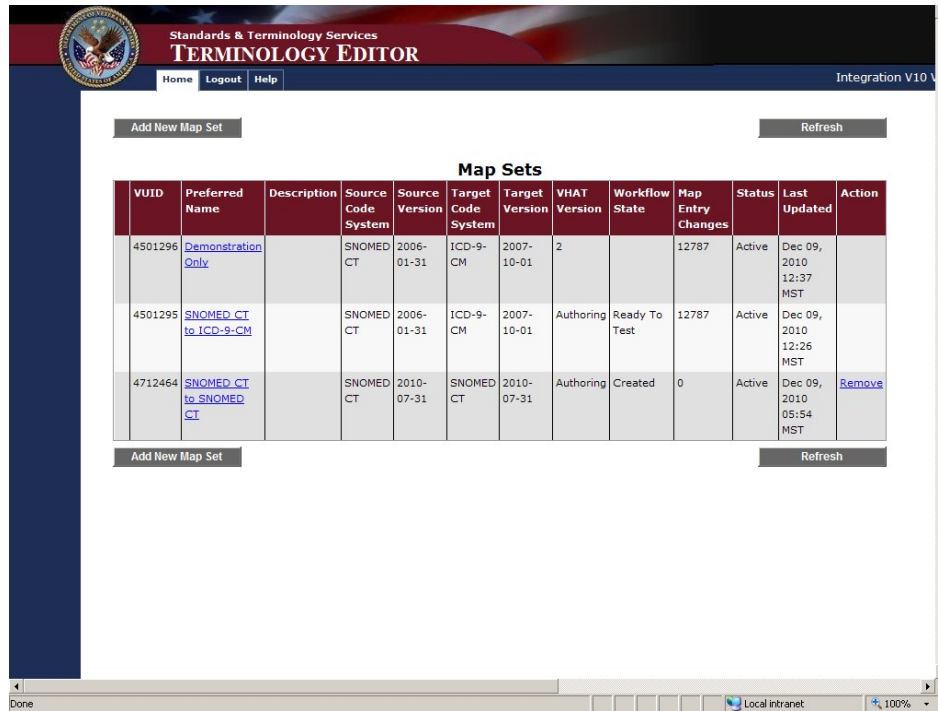 Standards & Terminology Services
TERMINOLOGY EDITOR
Home Logout Help
Integration V10 V
Add New Map Set Refresh
Map Sets
VUID Preferred Name Description Source Code System Source Version Target Code System Target Version VHAT Version Workflow State Map Entry Changes Status Last Updated Action
4501296 Demonstration Only SNOMED CT 2006-01-31 ICD-9-CM 2007-10-01 2 12787 Active Dec 09, 2010 12:37 MST
4501295 SNOMED CT to ICD-9-CM SNOMED CT 2006-01-31 ICD-9-CM 2007-10-01 Authoring Ready To Test 12787 Active Dec 09, 2010 12:26 MST
4712464 SNOMED CT to SNOMED CT SNOMED CT 2010-07-31 SNOMED CT 2010-07-31 Authoring Created 0 Active Dec 09, 2010 05:54 MST Remove
Add New Map Set Refresh
Done Local intranet 100%